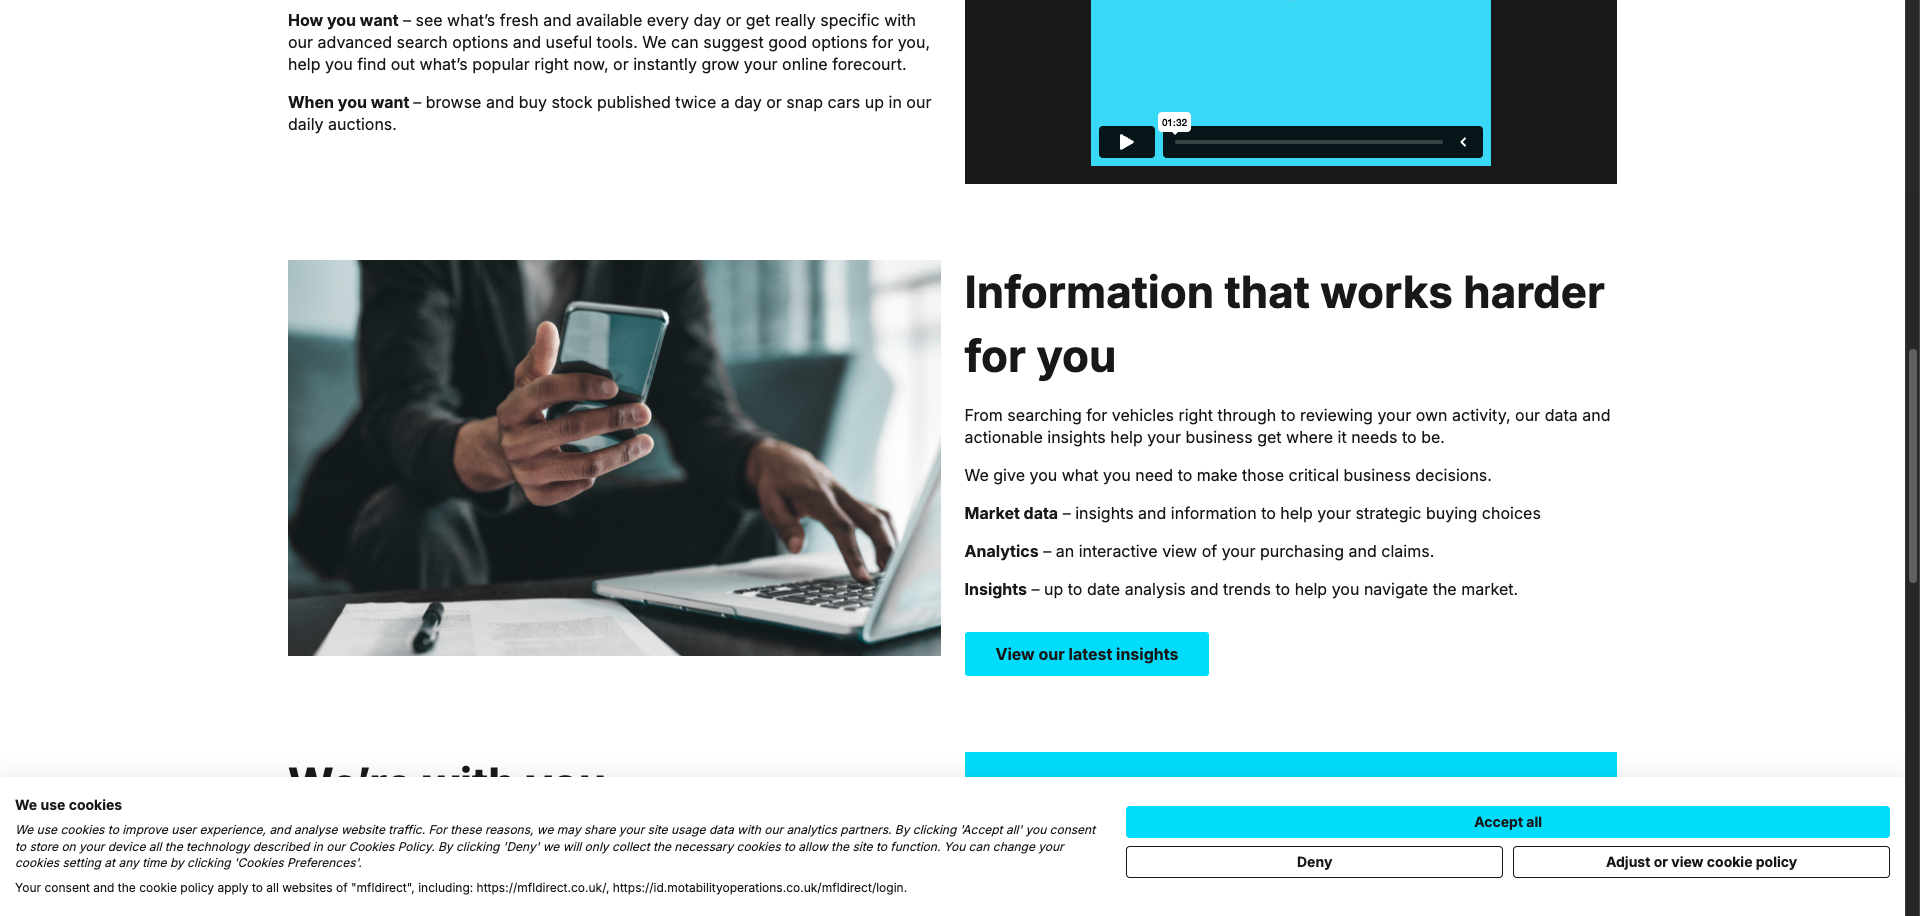 How you want – see what’s fresh and available every day or get really specific with
our advanced search options and useful tools. We can suggest good options for you,
help you find out what’s popular right now, or instantly grow your online forecourt.
When you want – browse and buy stock published twice a day or snap cars up in our
daily auctions.
01:32
Information that works harder
for you
From searching for vehicles right through to reviewing your own activity, our data and
actionable insights help your business get where it needs to be.
We give you what you need to make those critical business decisions.
Market data – insights and information to help your strategic buying choices
Analytics – an interactive view of your purchasing and claims.
Insights – up to date analysis and trends to help you navigate the market.
View our latest insights
We’re with you
We use cookies
We use cookies to improve user experience, and analyse website traffic. For these reasons, we may share your site usage data with our analytics partners. By clicking 'Accept all' you consent
to store on your device all the technology described in our Cookies Policy. By clicking 'Deny' we will only collect the necessary cookies to allow the site to function. You can change your
cookies setting at any time by clicking 'Cookies Preferences'.
Your consent and the cookie policy apply to all websites of "mfldirect", including: https://mfldirect.co.uk/, https://id.motabilityoperations.co.uk/mfldirect/login.
Accept all
Deny
Adjust or view cookie policy